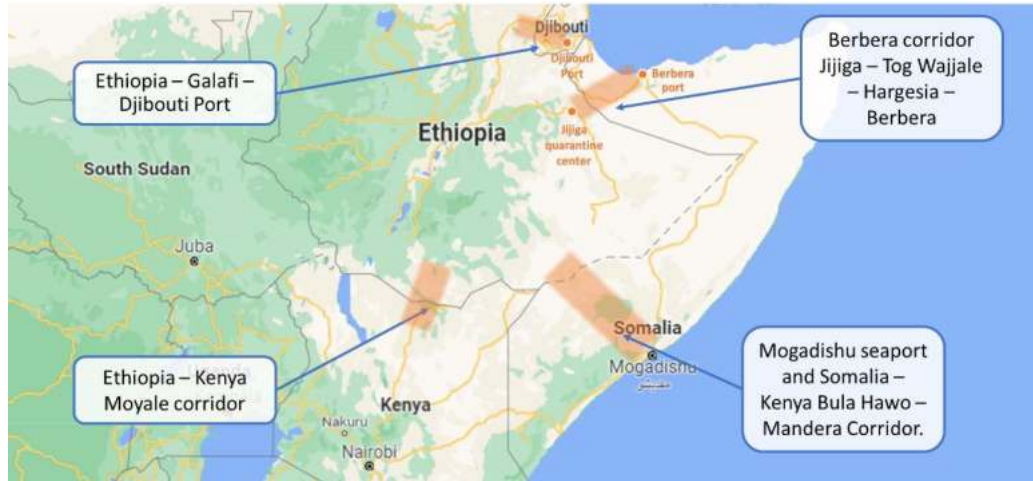 Djibouti
Djibouti
Port
Berbera
port
Berbera corridor
Jijiga – Tog Wajjale
– Hargesia –
Berbera
Ethiopia – Galafi –
Djibouti Port
Ethiopia
Jijiga
quarantine
center
South Sudan
Juba
Somalia
Mogadishu
مقديشو
Ethiopia – Kenya
Moyale corridor
Kenya
Nakuru
Nairobi
Mogadishu seaport
and Somalia –
Kenya Bula Hawo –
Mandera Corridor.